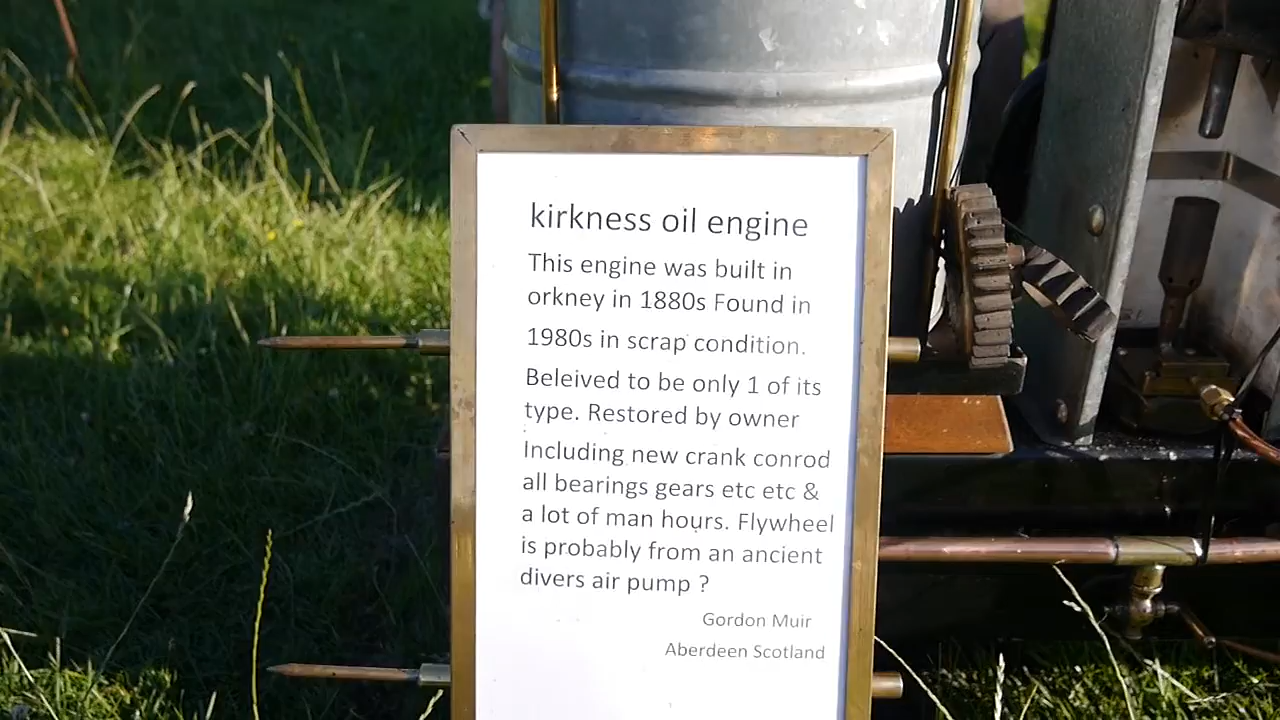 kirkness oil engine
This engine was built in
orkney in 1880s Found in
1980s in scrap condition.
Beleived to be only 1 of its
type. Restored by owner
Including new crank conrod
all bearings gears etc etc &
a lot of man hours. Flywheel
is probably from an ancient
divers air pump ?
Gordon Muir
Aberdeen Scotland